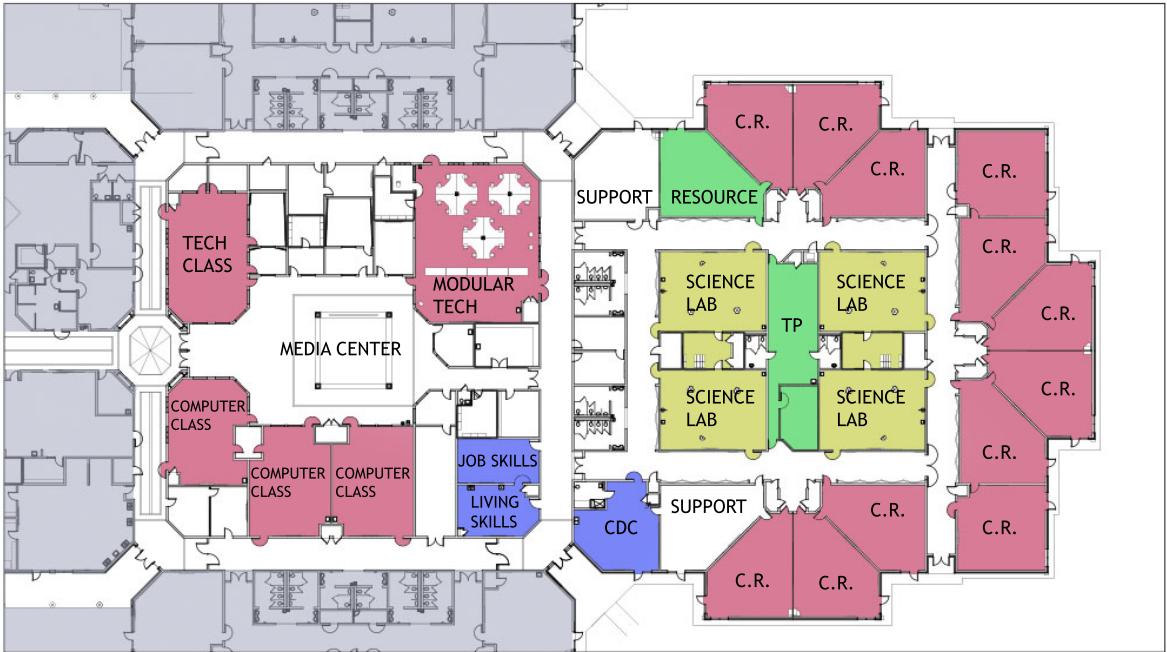 C.R.
C.R.
C.R.
C.R.
SUPPORT
RESOURCE
TECH
CLASS
MODULAR
TECH
C.R.
SCIENCE
LAB
SCIENCE
LAB
C.R.
TP
MEDIA CENTER
COMPUTER
CLASS
SCIENCE
LAB
SCIENCE
LAB
C.R.
C.R.
JOB SKILLS
COMPUTER
CLASS
COMPUTER
CLASS
LIVING
SKILLS
CDC
SUPPORT
C.R.
C.R.
C.R.
C.R.